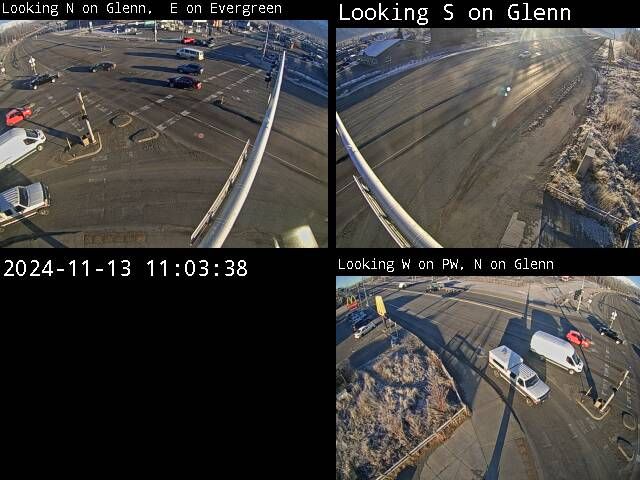 Looking N on Glenn,  E on Evergreen
Looking S on Glenn
2024-11-13 11:03:38
Looking W on PW, N on Glenn